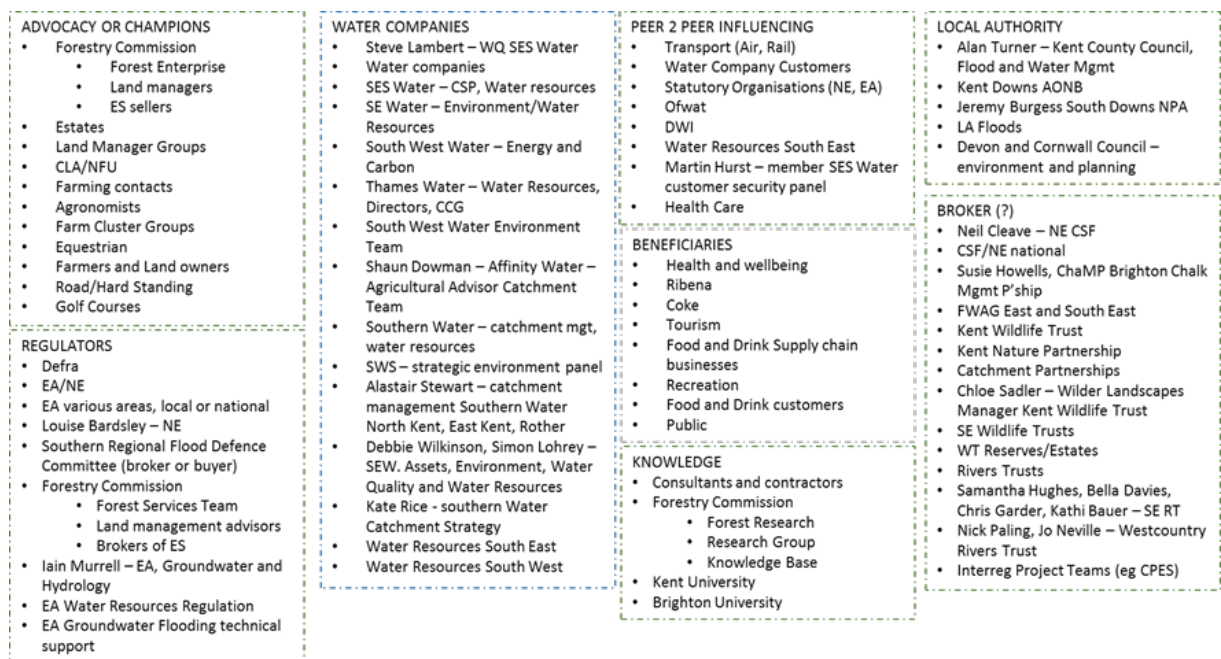 ADVOCACY OR CHAMPIONS
• Forestry Commission
• Forest Enterprise
• Land managers
• ES sellers
• Estates
• Land Manager Groups
• CLA/NFU
• Farming contacts
• Agronomists
• Farm Cluster Groups
• Equestrian
• Farmers and Land owners
• Road/Hard Standing
• Golf Courses
REGULATORS
• Defra
• EA/NE
• EA various areas, local or national
• Louise Bardsley – NE
• Southern Regional Flood Defence
Committee (broker or buyer)
• Forestry Commission
• Forest Services Team
• Land management advisors
• Brokers of ES
• Iain Murrell – EA, Groundwater and
Hydrology
• EA Water Resources Regulation
• EA Groundwater Flooding technical
support
WATER COMPANIES
• Steve Lambert – WQ SES Water
• Water companies
• SES Water – CSP, Water resources
• SE Water – Environment/Water
Resources
• South West Water – Energy and
Carbon
• Thames Water – Water Resources,
Directors, CCG
• South West Water Environment
Team
• Shaun Dowman – Affinity Water –
Agricultural Advisor Catchment
Team
• Southern Water – catchment mgt,
water resources
• SWS – strategic environment panel
• Alastair Stewart – catchment
management Southern Water
North Kent, East Kent, Rother
• Debbie Wilkinson, Simon Lohrey –
SEW. Assets, Environment, Water
Quality and Water Resources
• Kate Rice - southern Water
Catchment Strategy
• Water Resources South East
• Water Resources South West
PEER 2 PEER INFLUENCING
• Transport (Air, Rail)
• Water Company Customers
• Statutory Organisations (NE, EA)
• Ofwat
• DWI
• Water Resources South East
• Martin Hurst – member SES Water
customer security panel
• Health Care
BENEFICIARIES
• Health and wellbeing
• Ribena
• Coke
• Tourism
• Food and Drink Supply chain
businesses
• Recreation
• Food and Drink customers
• Public
KNOWLEDGE
• Consultants and contractors
• Forestry Commission
• Forest Research
• Research Group
• Knowledge Base
• Kent University
• Brighton University
LOCAL AUTHORITY
• Alan Turner – Kent County Council,
Flood and Water Mgmt
• Kent Downs AONB
• Jeremy Burgess South Downs NPA
• LA Floods
• Devon and Cornwall Council –
environment and planning
BROKER (?)
• Neil Cleave – NE CSF
• CSF/NE national
• Susie Howells, ChaMP Brighton Chalk
Mgmt P'ship
• FWAG East and South East
• Kent Wildlife Trust
• Kent Nature Partnership
• Catchment Partnerships
• Chloe Sadler – Wilder Landscapes
Manager Kent Wildlife Trust
• SE Wildlife Trusts
• WT Reserves/Estates
• Rivers Trusts
• Samantha Hughes, Bella Davies,
Chris Garder, Kathi Bauer – SE RT
• Nick Paling, Jo Neville – Westcountry
Rivers Trust
• Interreg Project Teams (eg CPES)